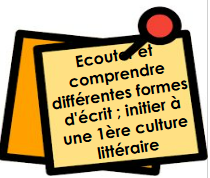 Ecouter et
comprendre
différentes formes
d'écrit ; initier à
une 1ère culture
littéraire